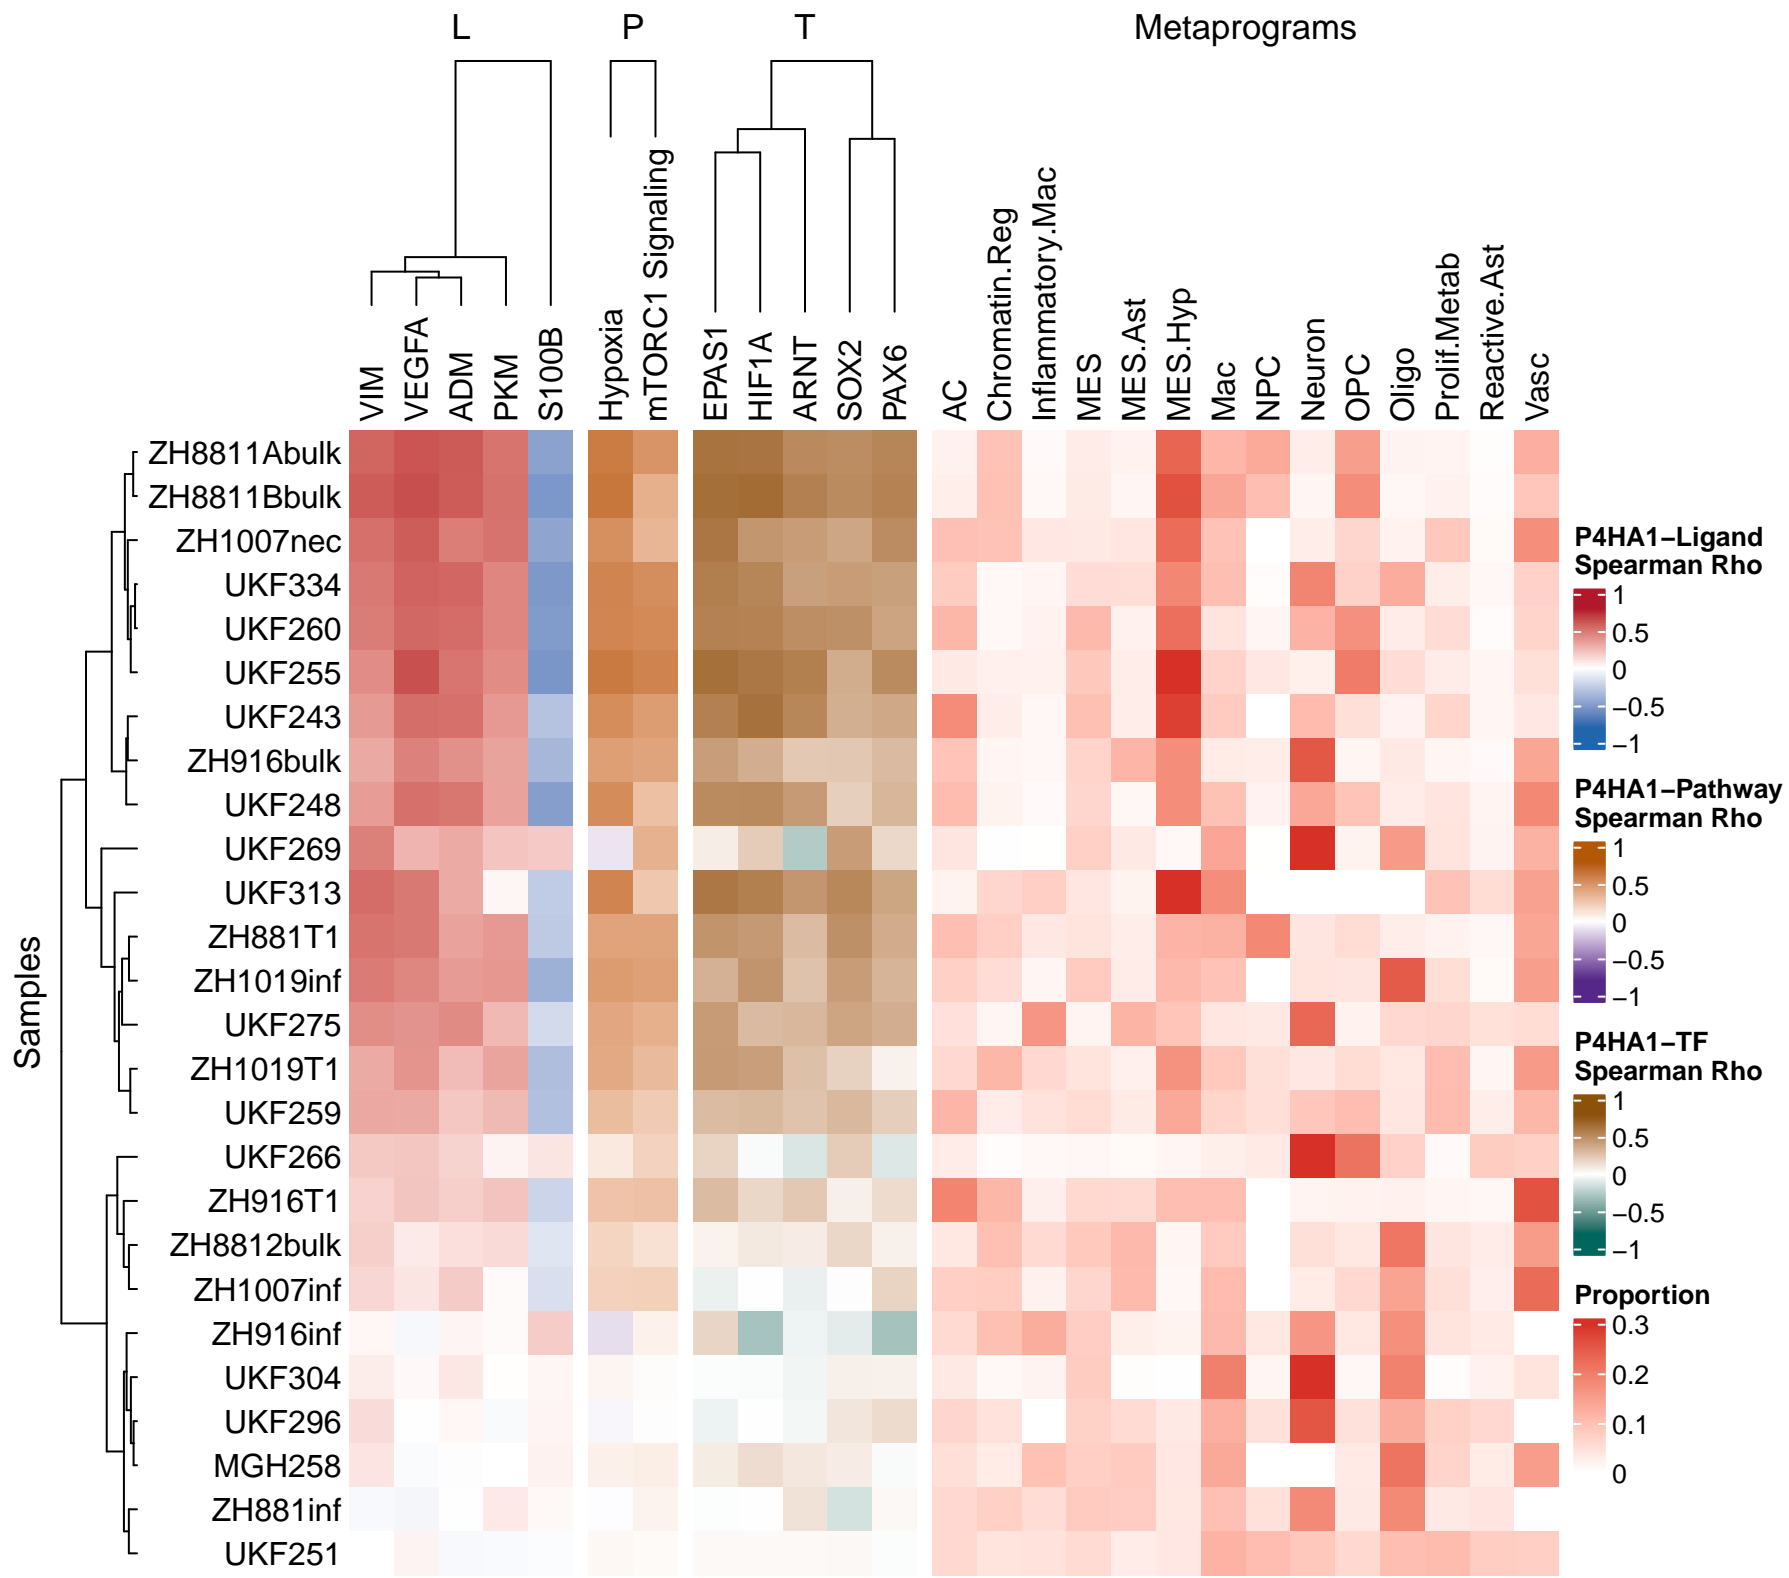 L P T Metaprograms
VIM
VEGFA
ADM
PKM
S100B
Hypoxia
mTORC1 Signaling
EPAS1
HIF1A
ARNT
SOX2
PAX6
AC
Chromatin.Reg
Inflammatory.Mac
MES
MES.Ast
MES.Hyp
Mac
NPC
Neuron
OPC
Oligo
Prolif.Metab
Reactive.Ast
Vasc
Samples
ZH8811Abulk
ZH8811Bbulk
ZH1007nec
UKF334
UKF260
UKF255
UKF243
ZH916bulk
UKF248
UKF269
UKF313
ZH881T1
ZH1019inf
UKF275
ZH1019T1
UKF259
UKF266
ZH916T1
ZH8812bulk
ZH1007inf
ZH916inf
UKF304
UKF296
MGH258
ZH881inf
UKF251
P4HA1−Ligand
Spearman Rho
1
0.5
0
−0.5
−1
P4HA1−Pathway
Spearman Rho
1
0.5
0
−0.5
−1
P4HA1−TF
Spearman Rho
1
0.5
0
−0.5
−1
Proportion
0.3
0.2
0.1
0